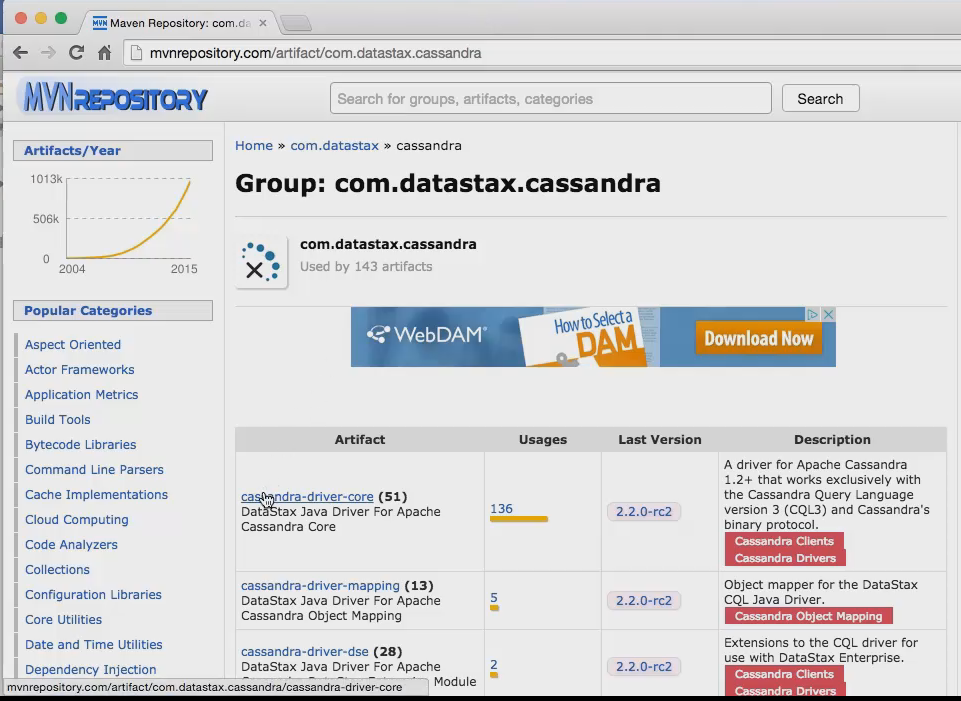 Maven Repository: com.da
mvnrepository.com/artifact/com.datastax.cassandra
MVNREPOSITORY
Search for groups, artifacts, categories
Search
Artifacts/Year
1013k
506k
0
2004 2015
Popular Categories
Aspect Oriented
Actor Frameworks
Application Metrics
Build Tools
Bytecode Libraries
Command Line Parsers
Cache Implementations
Cloud Computing
Code Analyzers
Collections
Configuration Libraries
Core Utilities
Date and Time Utilities
Dependency Injection
Home » com.datastax » cassandra
Group: com.datastax.cassandra
com.datastax.cassandra
Used by 143 artifacts
WebDAM
How to Select a
DAM
Download Now
Artifact Usages Last Version Description
cassandra-driver-core (51)
DataStax Java Driver For Apache
Cassandra Core
136
2.2.0-rc2
A driver for Apache Cassandra
1.2+ that works exclusively with
the Cassandra Query Language
version 3 (CQL3) and Cassandra's
binary protocol.
Cassandra Clients
Cassandra Drivers
cassandra-driver-mapping (13)
DataStax Java Driver For Apache
Cassandra Object Mapping
5
2.2.0-rc2
Object mapper for the DataStax
CQL Java Driver.
Cassandra Object Mapping
cassandra-driver-dse (28)
DataStax Java Driver For Apache
Module
2
2.2.0-rc2
Extensions to the CQL driver for
use with DataStax Enterprise.
Cassandra Clients
Cassandra Drivers
mvnrepository.com/artifact/com.datastax.cassandra/cassandra-driver-core